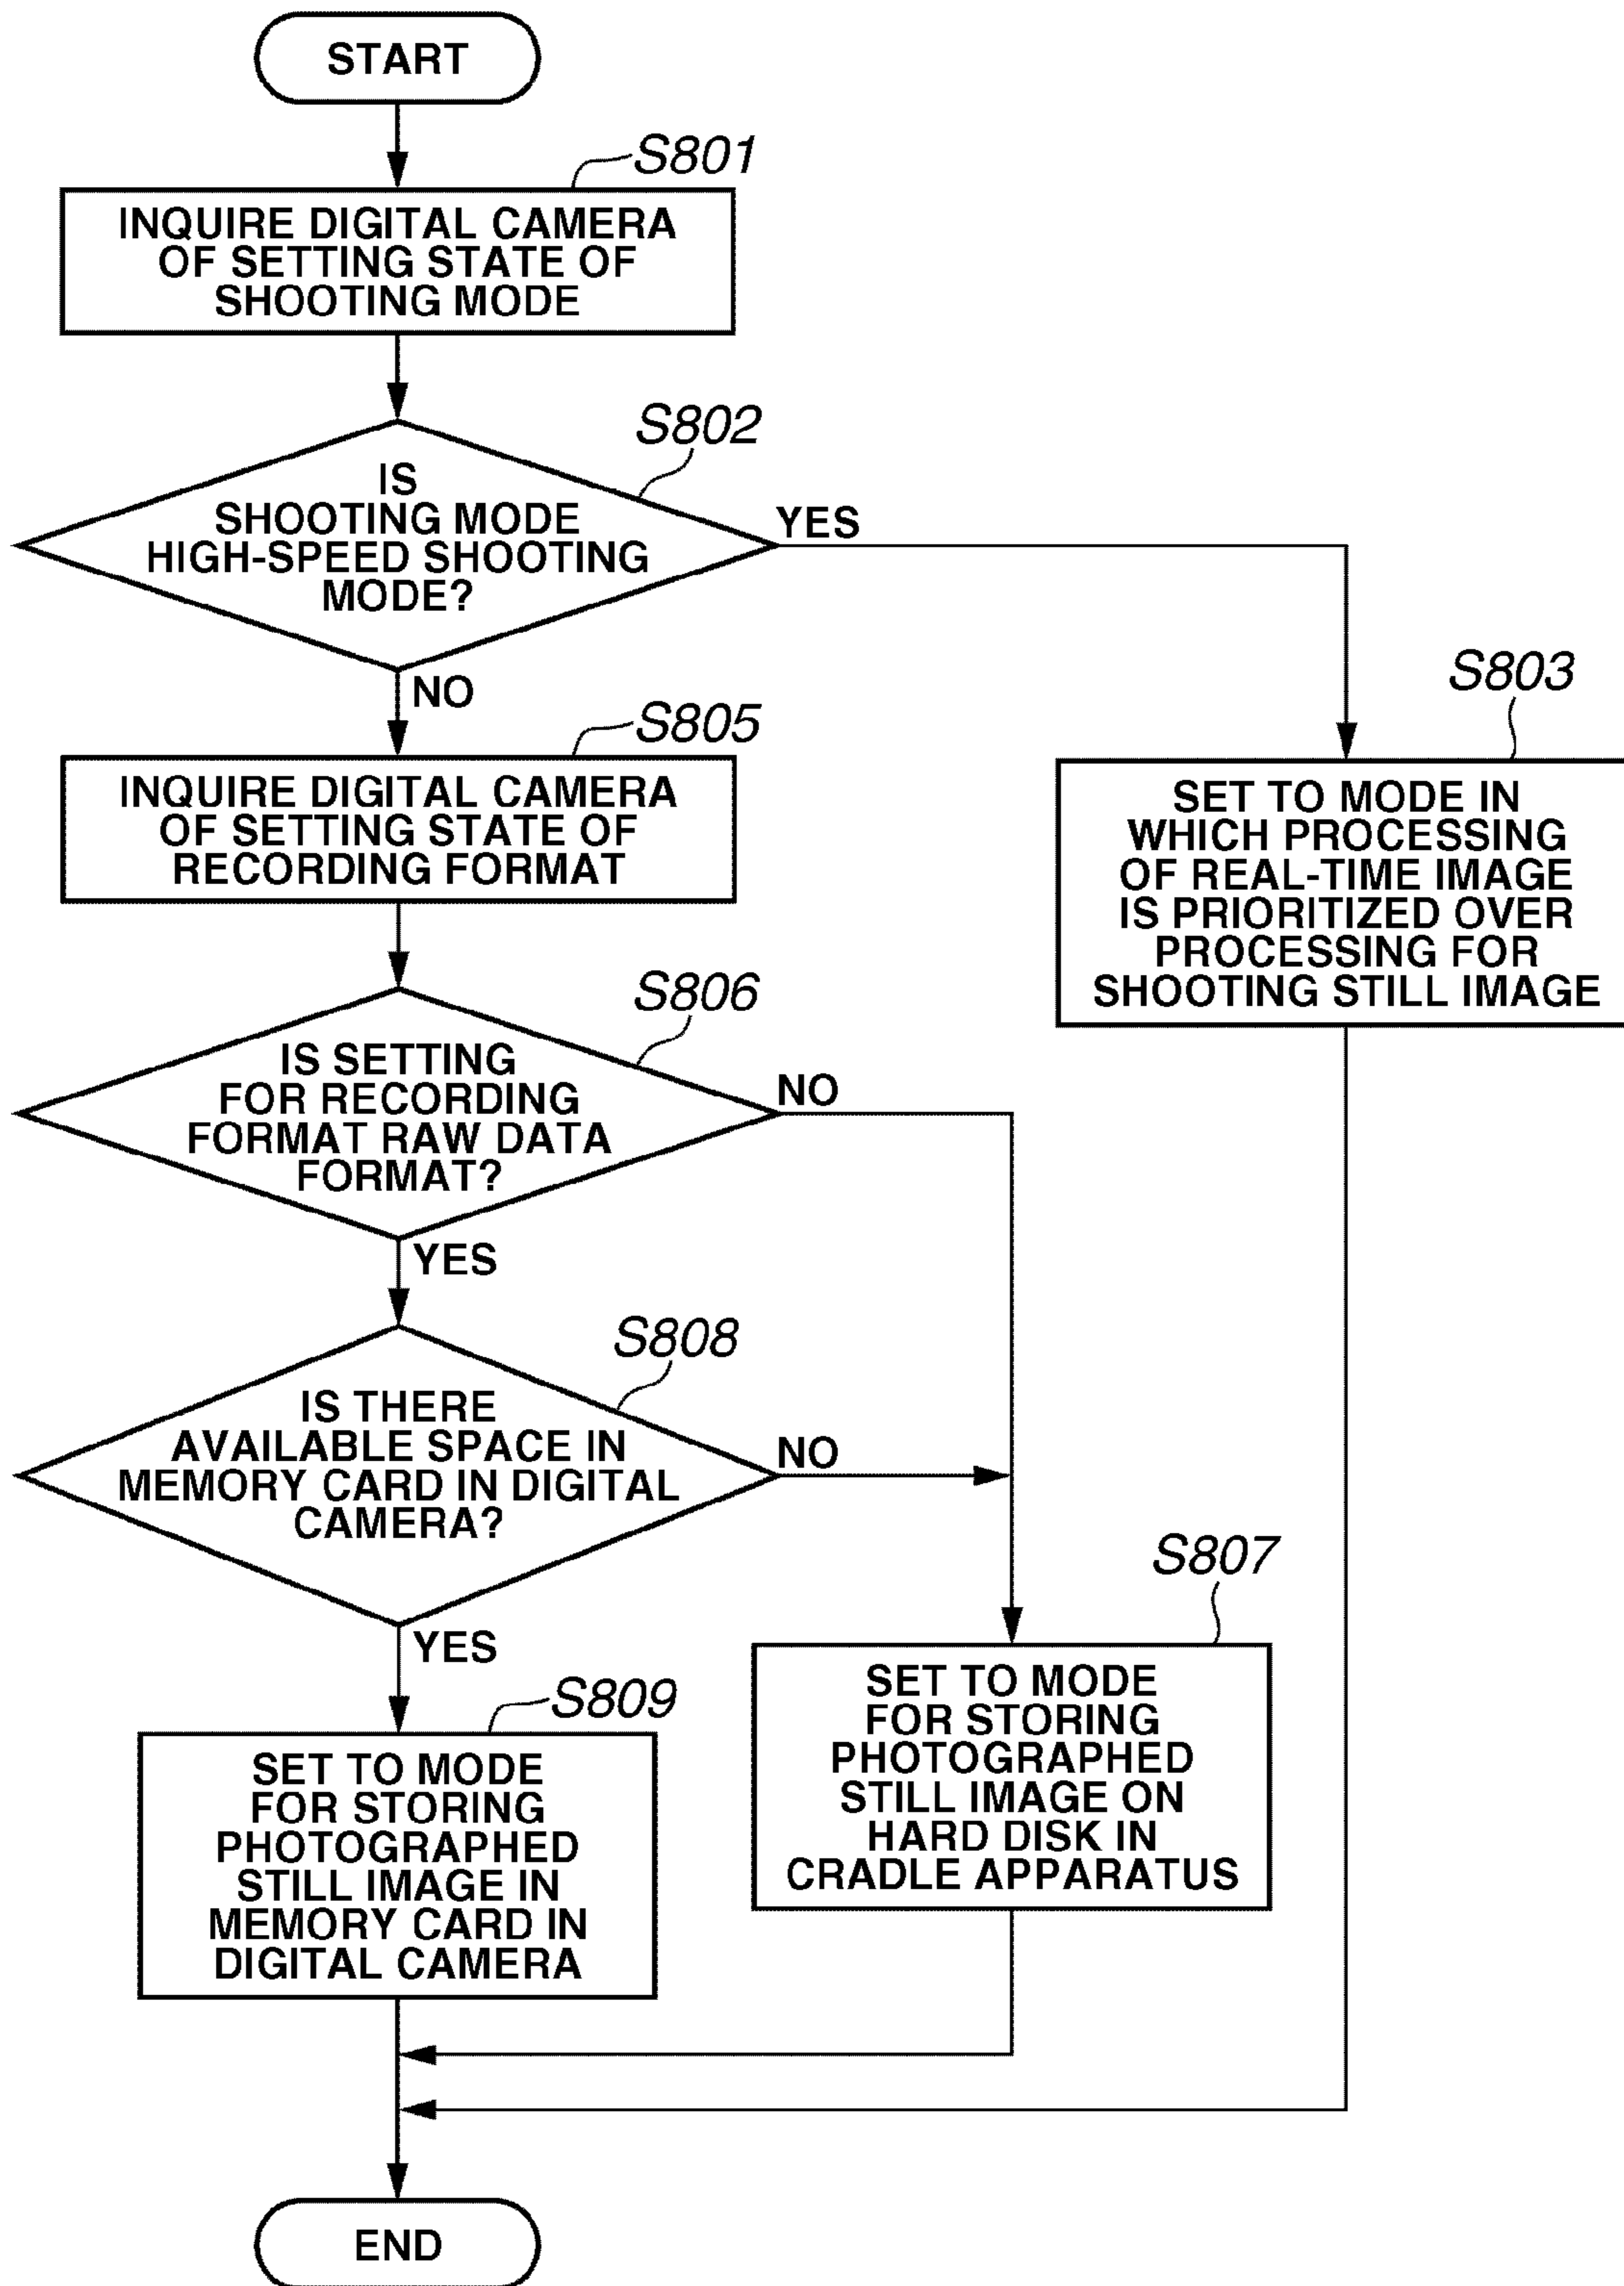 START
S801
INQUIRE DIGITAL CAMERA
OF SETTING STATE OF
SHOOTING MODE
S802
IS
SHOOTING MODE
HIGH-SPEED SHOOTING
MODE?
YES
NO
S803
SET TO MODE IN
WHICH PROCESSING
OF REAL-TIME IMAGE
IS PRIORITIZED OVER
PROCESSING FOR
SHOOTING STILL IMAGE
S805
INQUIRE DIGITAL CAMERA
OF SETTING STATE OF
RECORDING FORMAT
S806
IS SETTING
FOR RECORDING
FORMAT RAW DATA
FORMAT?
NO
YES
S808
IS THERE
AVAILABLE SPACE IN
MEMORY CARD IN DIGITAL
CAMERA?
NO
YES
S807
SET TO MODE
FOR STORING
PHOTOGRAPHED
STILL IMAGE ON
HARD DISK IN
CRADLE APPARATUS
S809
SET TO MODE
FOR STORING
PHOTOGRAPHED
STILL IMAGE IN
MEMORY CARD IN
DIGITAL CAMERA
END